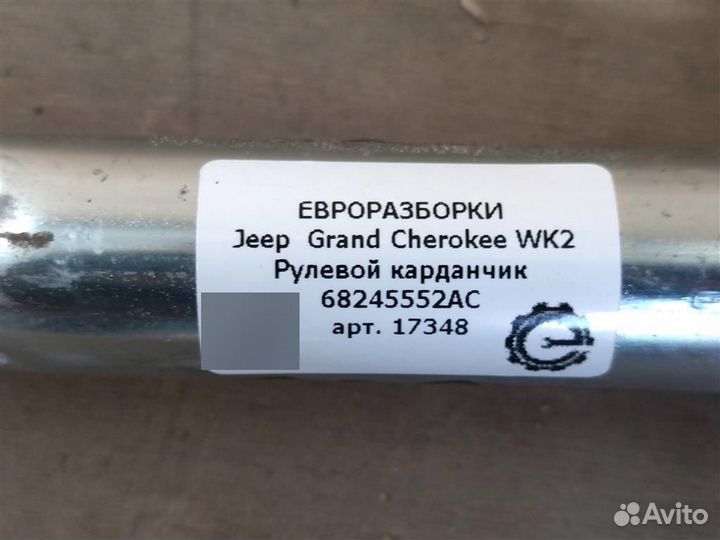 ЕВРОРАЗБОРКИ
Jeep Grand Cherokee WK2
Рулевой карданчик
68245552AC
арт. 17348
Avito